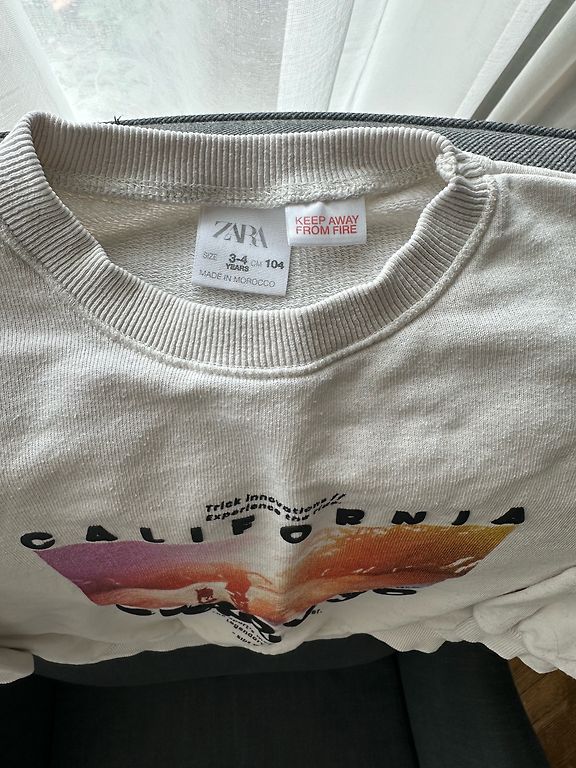 ZARA
KEEP AWAY
FROM FIRE
SIZE 3-4 YEARS CM 104
MADE IN MOROCCO
Trick Innovations //
Experience the
CALIFORNIA